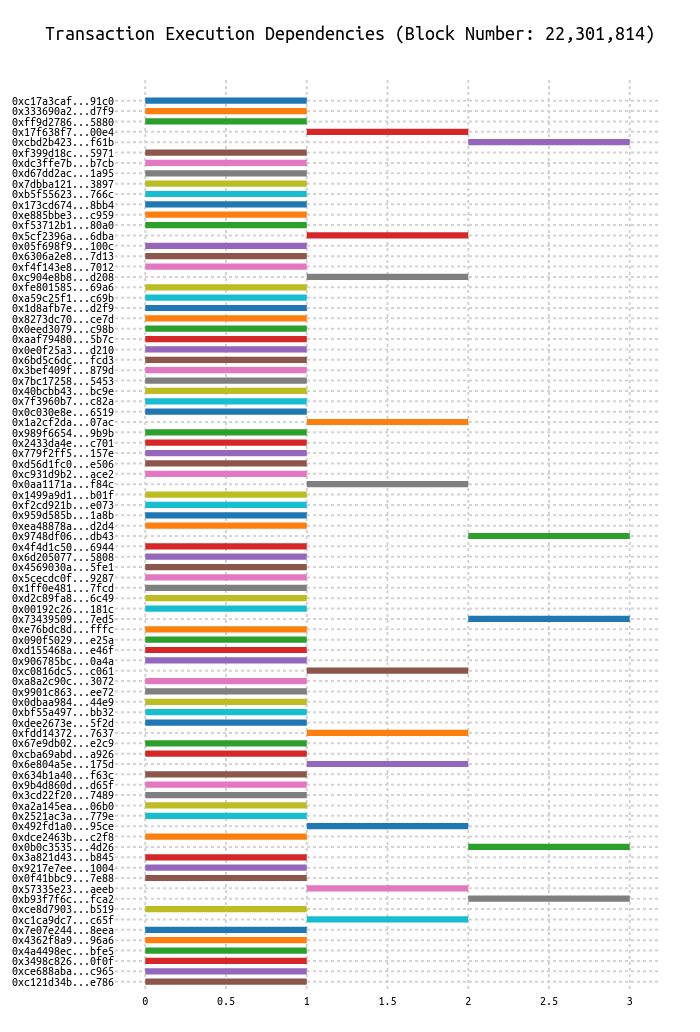 Transaction Execution Dependencies (Block Number: 22,301,814)
0xc17a3caf...91c0
0x333690a2...d7f9
0xff9d2786...5880
0x17f638f7...00e4
0xcbd2b423...f61b
0xf399d18c...5971
0xdc3ffe7b...b7cb
0xd67dd2ac...1a95
0x7dbba121...3897
0xb5f55623...766c
0x173cd674...8bb4
0xe885bbe3...c959
0xf53712b1...80a0
0x5cf2396a...6dba
0x05f698f9...100c
0x6306a2e8...7d13
0xf4f143e8...7012
0xc904e8b8...d208
0xfe801585...69a6
0xa59c25f1...c69b
0x1d8afb7e...d2f9
0x8273dc70...ce7d
0x0eed3079...c98b
0xaaf79480...5b7c
0x0e0f25a3...d210
0x6bd5c6dc...fcd3
0x3bef409f...879d
0x7bc17258...5453
0x40bcbb43...bc9e
0x7f3960b7...c82a
0x0c030e8e...6519
0x1a2cf2da...07ac
0x989f6654...9b9b
0x2433da4e...c701
0x779f2ff5...157e
0xd56d1fc0...e506
0xc931d9b2...ace2
0x0aa1171a...f84c
0x1499a9d1...b01f
0xf2cd921b...e073
0x959d585b...1a8b
0xea48878a...d2d4
0x9748df06...db43
0x4f4d1c50...6944
0x6d205077...5808
0x4569030a...5fe1
0x5cecdc0f...9287
0x1ff0e481...7fcd
0xd2c89fa8...6c49
0x00192c26...181c
0x73439509...7ed5
0xe76bdc8d...fffc
0x090f5029...e25a
0xd155468a...e46f
0x906785bc...0a4a
0xc0816dc5...c061
0xa8a2c90c...3072
0x9901c863...ee72
0x0dbaa984...44e9
0xbf55a497...bb32
0xdee2673e...5f2d
0xfdd14372...7637
0x67e9db02...e2c9
0xcba69abd...a926
0x6e804a5e...175d
0x634b1a40...f63c
0x9b4d860d...d65f
0x3cd22f20...7489
0xa2a145ea...06b0
0x2521ac3a...779e
0x492fd1a0...95ce
0xdce2463b...c2f8
0x0b0c3535...4d26
0x3a821d43...b845
0x9217e7ee...1004
0x0f41bbc9...7e88
0x57335e23...aeeb
0xb93f7f6c...fca2
0xce8d7903...b519
0xc1ca9dc7...c65f
0x7e07e244...8eea
0x4362f8a9...96a6
0x4a4498ec...bfe5
0x3498c826...0f0f
0xce688aba...c965
0xc121d34b...e786
0 0.5 1 1.5 2 2.5 3